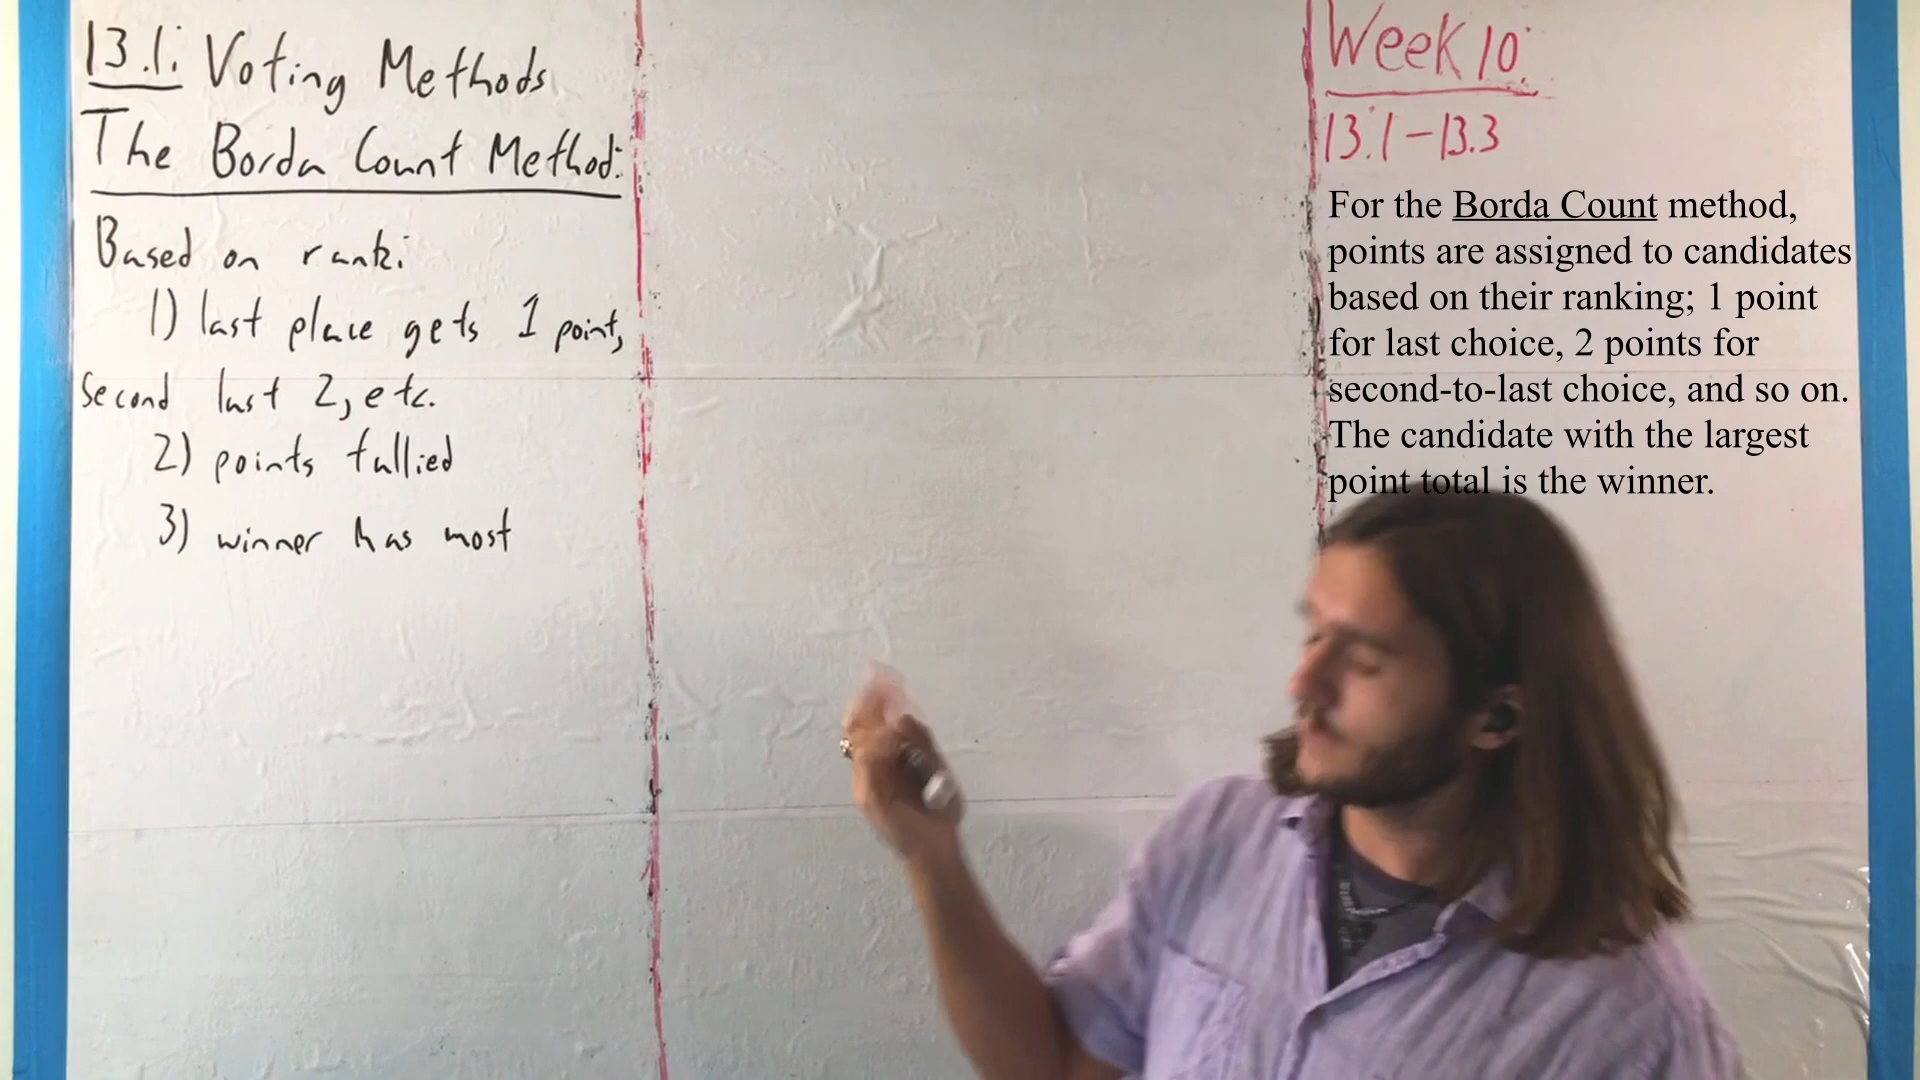 13.1: Voting Methods
The Borda Count Method:
Based on rank:
1) last place gets 1 point,
Second last 2, etc.
2) points tallied
3) winner has most
Week 10:
13.1-13.3
For the Borda Count method,
points are assigned to candidates
based on their ranking; 1 point
for last choice, 2 points for
second-to-last choice, and so on.
The candidate with the largest
point total is the winner.